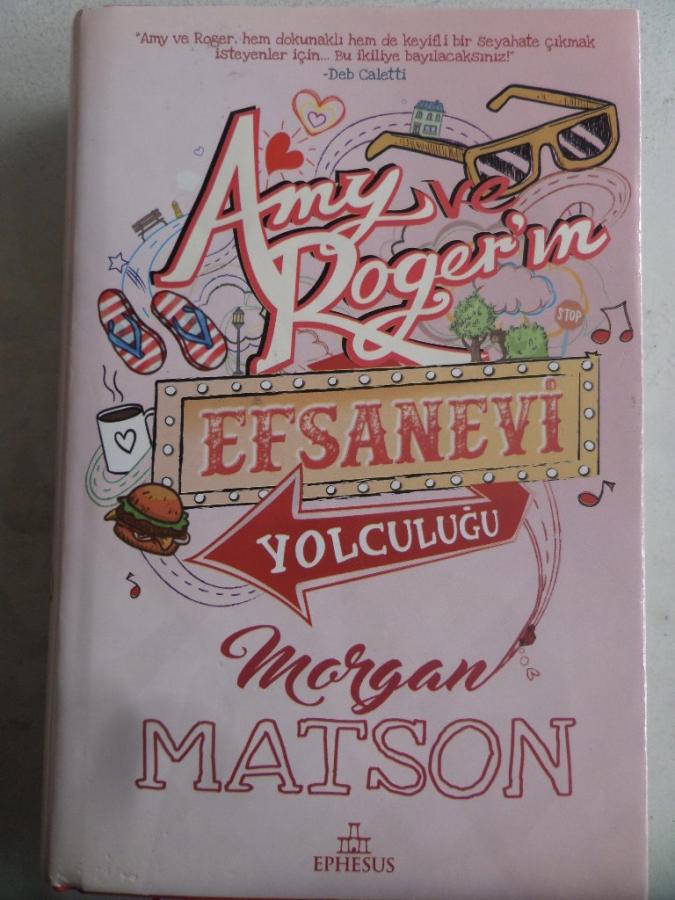 "Amy ve Roger, hem dokunaklı hem de keyifli bir seyahate çıkmak
isteyenler için... Bu ikiliye bayılacaksınız!"
-Deb Caletti
Amy ve
Roger'ın
STOP
EFSANEVİ
YOLCULUĞU
Morgan
MATSON
EPHESUS